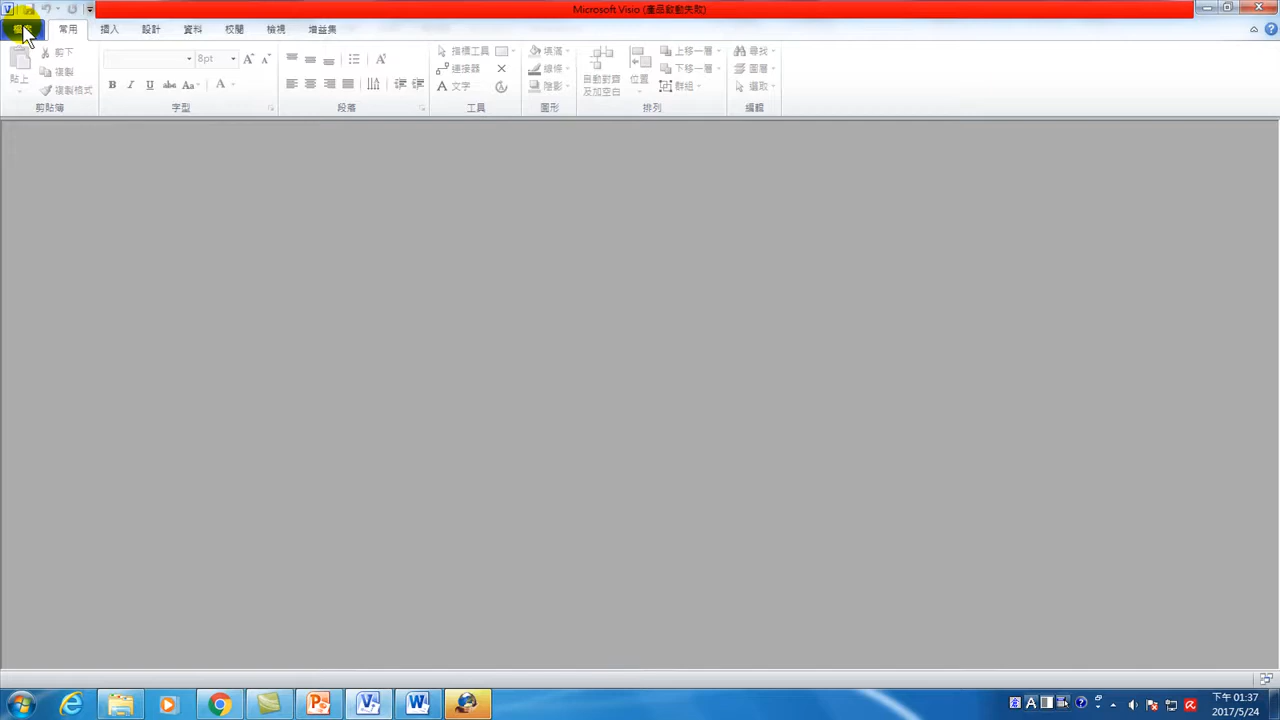 Microsoft Visio (產品啟動失敗)
常用 插入 設計 資料 校閱 檢視 增益集
貼上
剪下
複製
複製格式
剪貼簿
8pt
B I U abc Aa A
字型
段落
指標工具
連接器
A 文字
工具
填滿
線條
陰影
圖形
自動對齊
及加空白
位置
上移一層
下移一層
群組
排列
尋找
圖層
選取
編輯
下午 01:37
2017/5/24